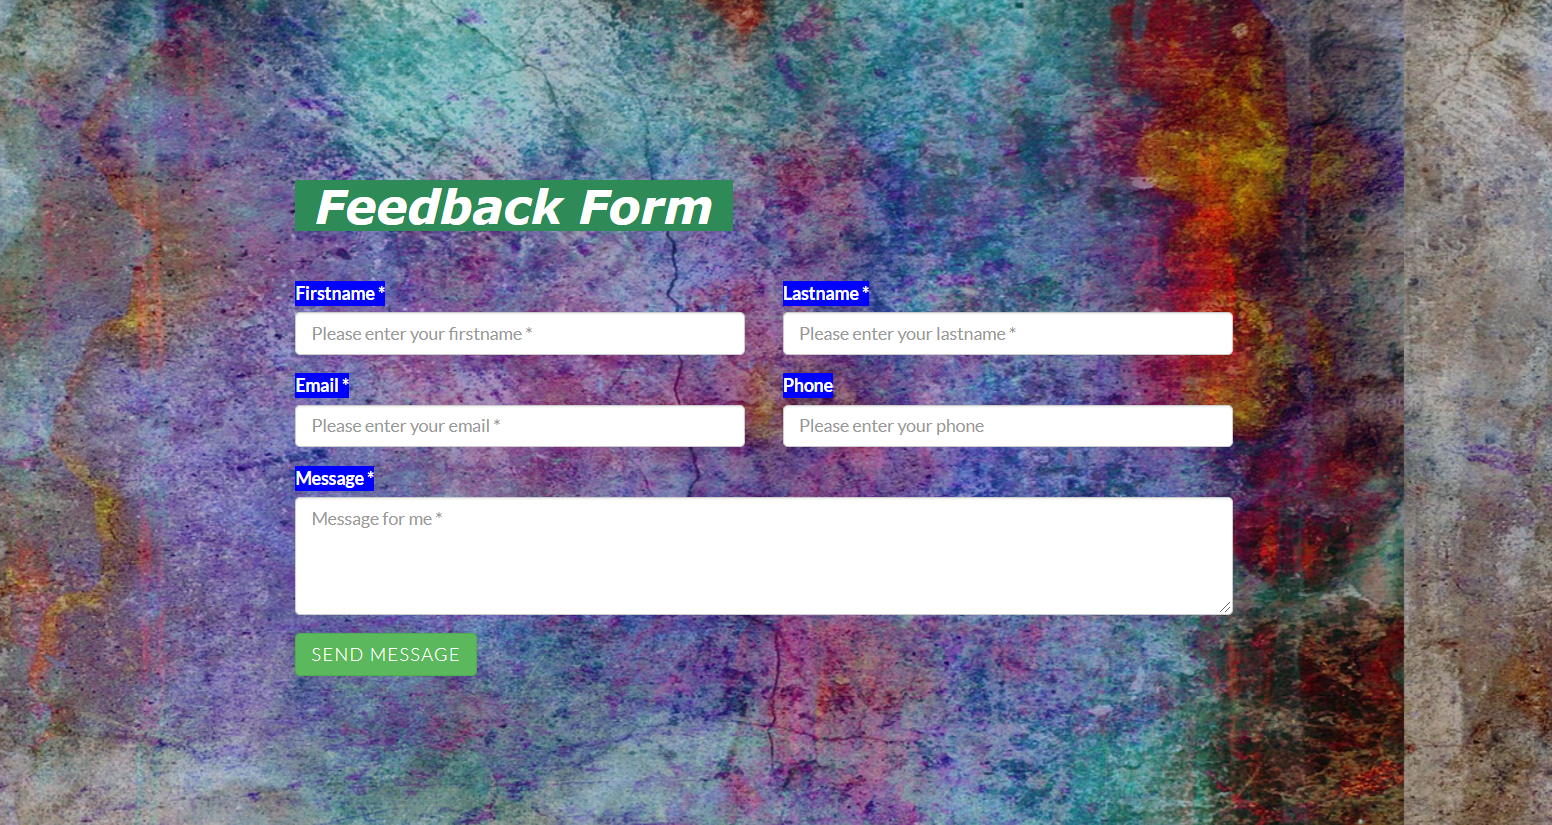 Feedback Form
Firstname *
Lastname *
Please enter your firstname *
Please enter your lastname *
Email *
Phone
Please enter your email *
Please enter your phone
Message *
Message for me *
SEND MESSAGE